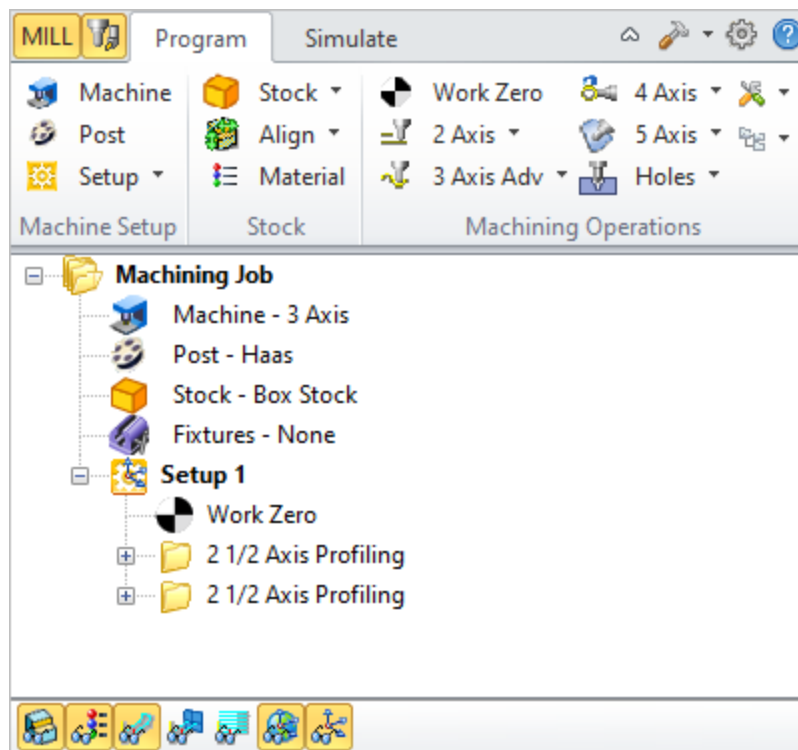 MILL Program Simulate
Machine Stock Work Zero 4 Axis
Post Align 2 Axis 5 Axis
Setup Material 3 Axis Adv Holes
Machine Setup Stock Machining Operations
Machining Job
Machine - 3 Axis
Post - Haas
Stock - Box Stock
Fixtures - None
Setup 1
Work Zero
2 1/2 Axis Profiling
2 1/2 Axis Profiling